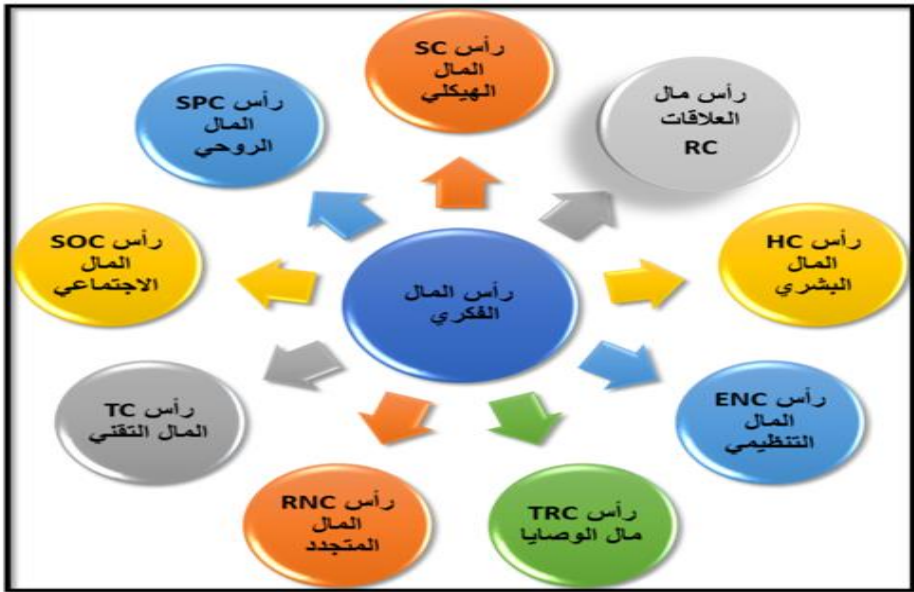 رأس SC
المال
الهيكلي
رأس مال
العلاقات
RC
رأس HC
المال
البشري
رأس ENC
المال
التنظيمي
رأس TRC
مال الوصايا
رأس RNC
المال
المتجدد
رأس TC
المال التقني
رأس SOC
المال
الاجتماعي
رأس SPC
المال
الروحي
رأس المال
الفكري